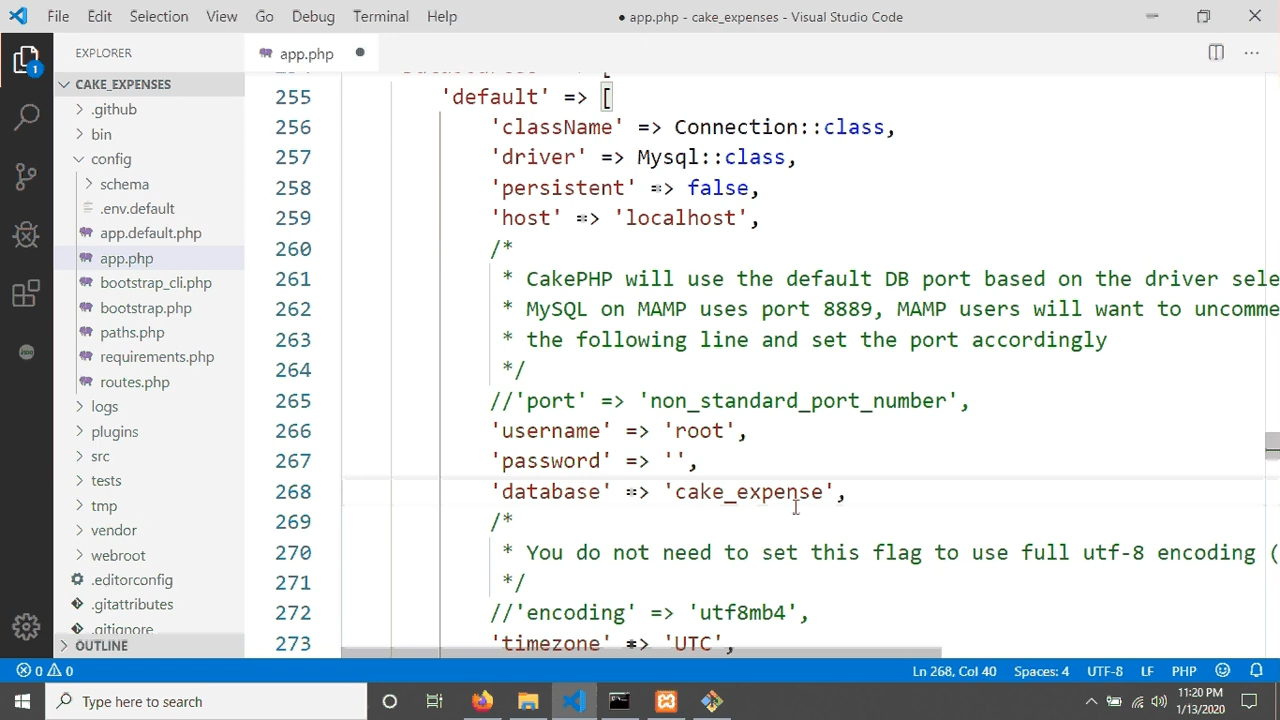 File Edit Selection View Go Debug Terminal Help ● app.php - cake_expenses - Visual Studio Code
EXPLORER
app.php
CAKE_EXPENSES
.github
bin
config
schema
.env.default
app.default.php
app.php
bootstrap_cli.php
bootstrap.php
paths.php
requirements.php
routes.php
logs
plugins
src
tests
tmp
vendor
webroot
.editorconfig
.gitattributes
.gitignore
OUTLINE
255 'default' => [
256 'className' => Connection::class,
257 'driver' => Mysql::class,
258 'persistent' => false,
259 'host' => 'localhost',
260 /*
261 * CakePHP will use the default DB port based on the driver sele
262 * MySQL on MAMP uses port 8889, MAMP users will want to uncomme
263 * the following line and set the port accordingly
264 */
265 //'port' => 'non_standard_port_number',
266 'username' => 'root',
267 'password' => '',
268 'database' => 'cake_expense',
269 /*
270 * You do not need to set this flag to use full utf-8 encoding (
271 */
272 //'encoding' => 'utf8mb4',
273 'timezone' => 'UTC',
0 0 Ln 268, Col 40 Spaces: 4 UTF-8 LF PHP
Type here to search
11:20 PM
1/13/2020
1